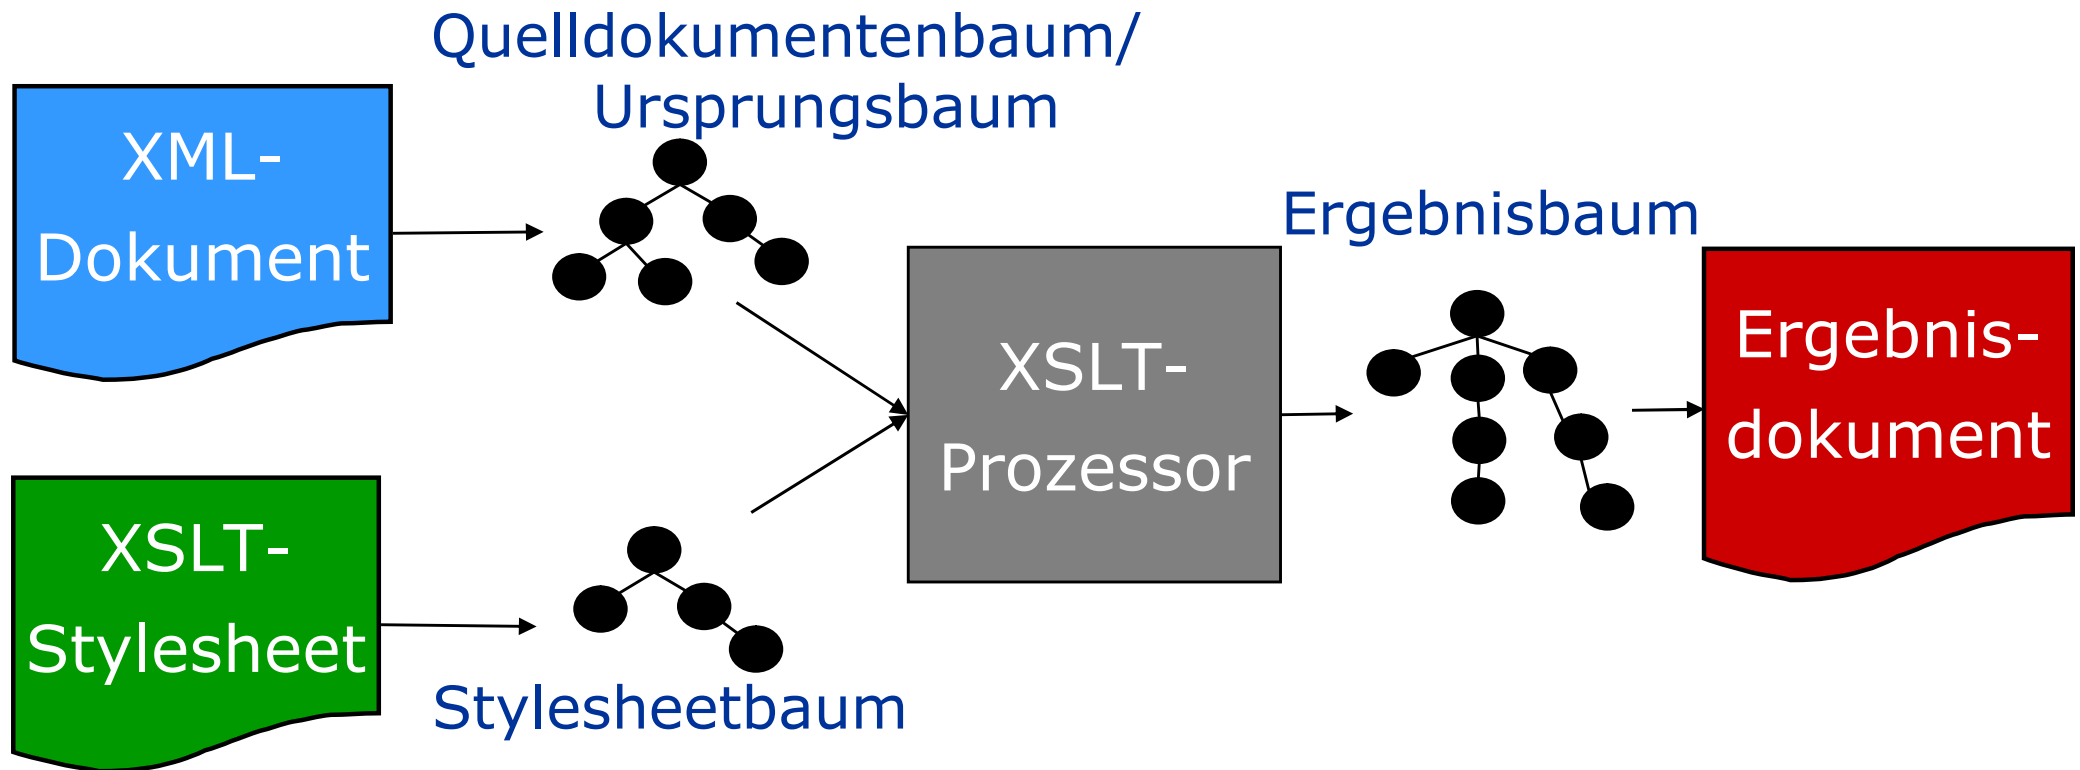 Quelldokumentenbaum/
Ursprungsbaum
XML-
Dokument
Ergebnisbaum
XSLT-
Prozessor
Ergebnis-
dokument
XSLT-
Stylesheet
Stylesheetbaum